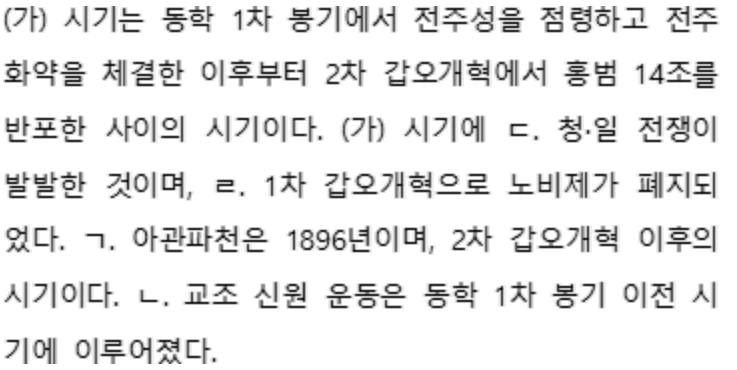 (가) 시기는 동학 1차 봉기에서 전주성을 점령하고 전주
화약을 체결한 이후부터 2차 갑오개혁에서 홍범 14조를
반포한 사이의 시기이다. (가) 시기에 ㄷ. 청·일 전쟁이
발발한 것이며, ㄹ. 1차 갑오개혁으로 노비제가 폐지되
었다. ㄱ. 아관파천은 1896년이며, 2차 갑오개혁 이후의
시기이다. ㄴ. 교조 신원 운동은 동학 1차 봉기 이전 시
기에 이루어졌다.